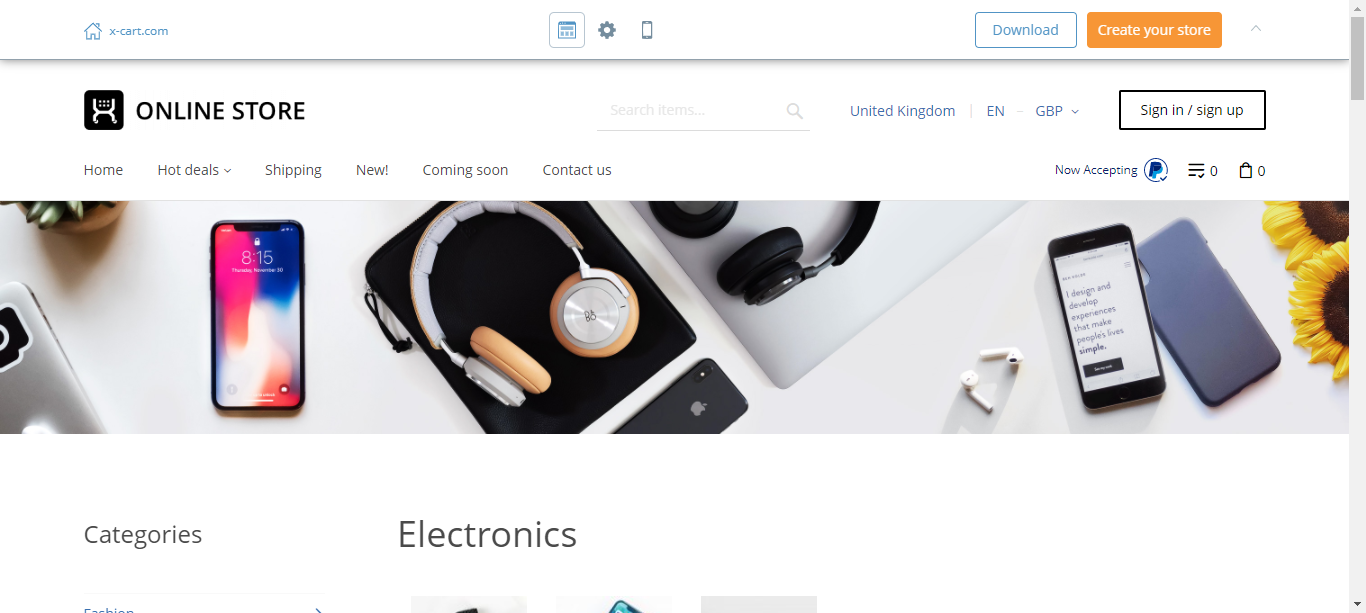 x-cart.com
Download
Create your store
ONLINE STORE
Search items...
United Kingdom
EN
GBP
Sign in / sign up
Home
Hot deals
Shipping
New!
Coming soon
Contact us
Now Accepting
0
0
8:15
Thursday, November 30
I design and
develop
experiences
that make
people's lives
simple.
Categories
Electronics
Fashion